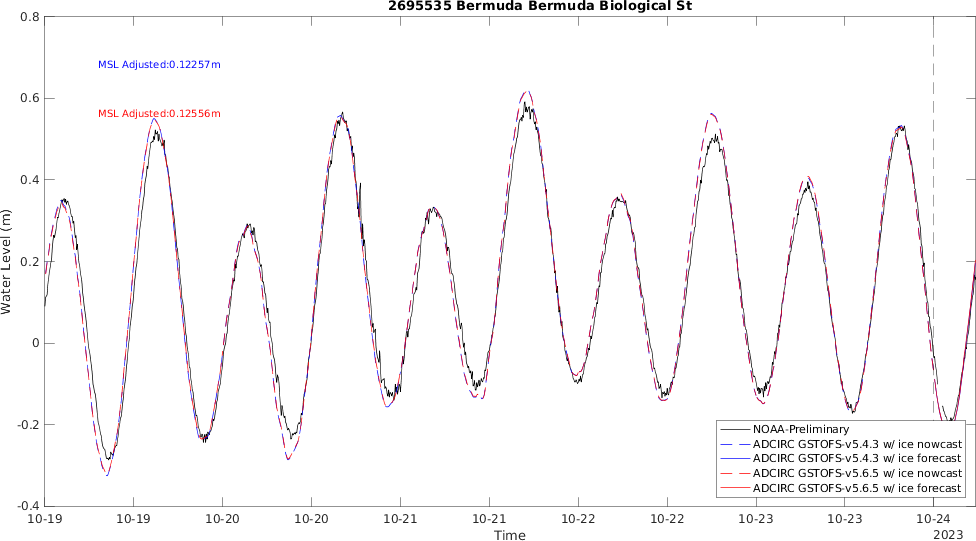 2695535 Bermuda Bermuda Biological St
0.8
MSL Adjusted:0.12257m
0.6
MSL Adjusted:0.12556m
0.4
0.2
0
-0.2
-0.4
Water Level (m)
NOAA-Preliminary
ADCIRC GSTOFS-v5.4.3 w/ ice nowcast
ADCIRC GSTOFS-v5.4.3 w/ ice forecast
ADCIRC GSTOFS-v5.6.5 w/ ice nowcast
ADCIRC GSTOFS-v5.6.5 w/ ice forecast
10-19 10-19 10-20 10-20 10-21 10-21 10-22 10-22 10-23 10-23 10-24
2023
Time